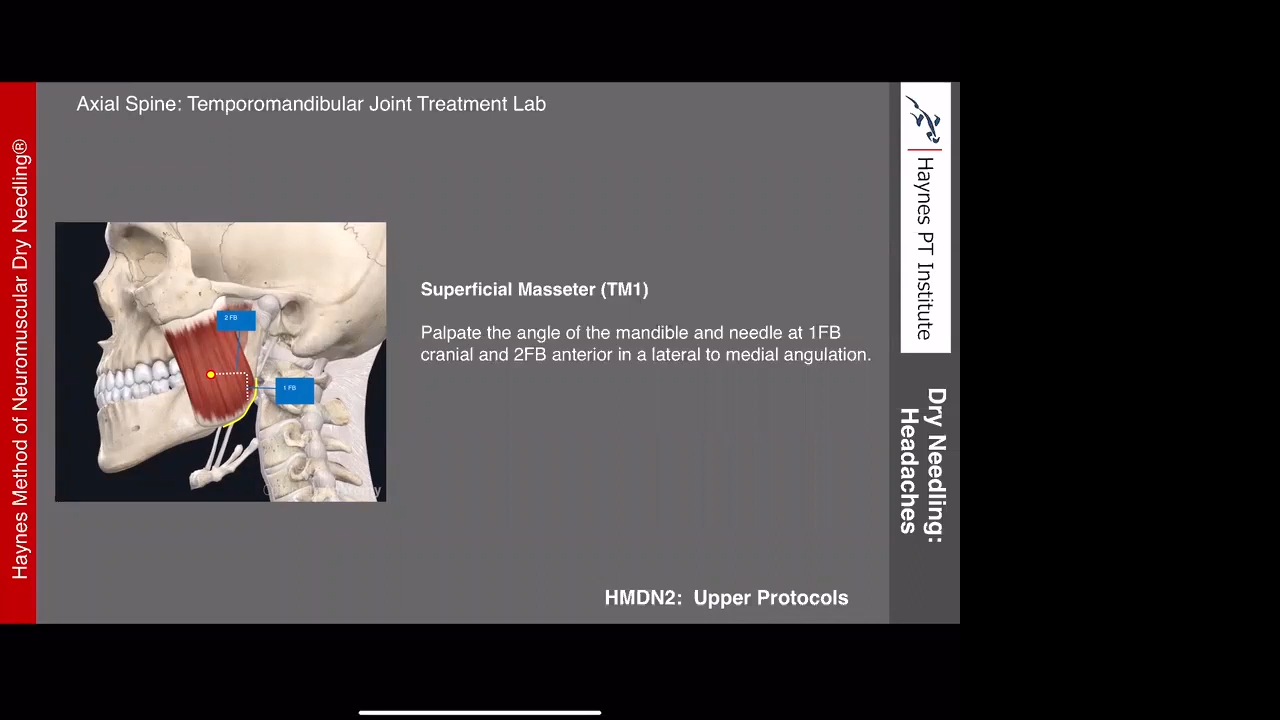 Axial Spine: Temporomandibular Joint Treatment Lab
Haynes Method of Neuromuscular Dry Needling®
2 FB
1 FB
Superficial Masseter (TM1)
Palpate the angle of the mandible and needle at 1FB
cranial and 2FB anterior in a lateral to medial angulation.
Haynes PT Institute
Dry Needling:
Headaches
HMDN2: Upper Protocols